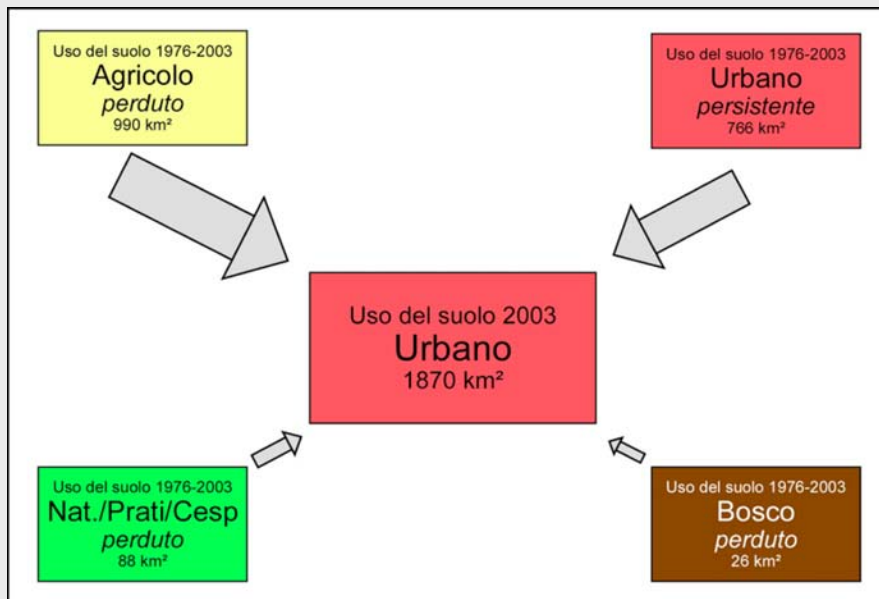 Uso del suolo 1976-2003
Agricolo
perduto
990 km²
Uso del suolo 1976-2003
Urbano
persistente
766 km²
Uso del suolo 2003
Urbano
1870 km²
Uso del suolo 1976-2003
Nat./Prati/Cesp
perduto
88 km²
Uso del suolo 1976-2003
Bosco
perduto
26 km²